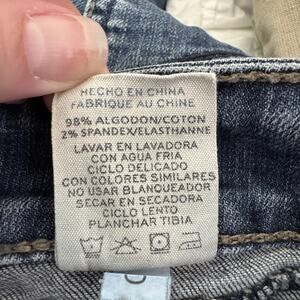 HECHO EN CHINA
FABRIQUE AU CHINE
98% ALGODON/COTON
2% SPANDEX/ELASTHANNE
LAVAR EN LAVADORA
CON AGUA FRIA
CICLO DELICADO
CON COLORES SIMILARES
NO USAR BLANQUEADOR
SECAR EN SECADORA
CICLO LENTO
PLANCHAR TIBIA